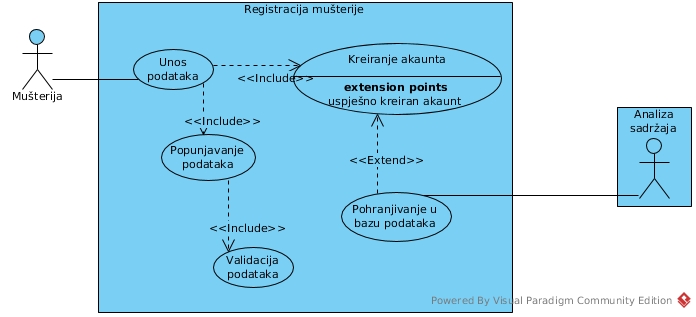 Registracija mušterije
Mušterija
Unos
podataka
<<Include>>
Kreiranje akaunta
extension points
uspješno kreiran akaunt
<<Include>>
Popunjavanje
podataka
<<Extend>>
Analiza
sadržaja
Pohranjivanje u
bazu podataka
<<Include>>
Validacija
podataka
Powered By Visual Paradigm Community Edition